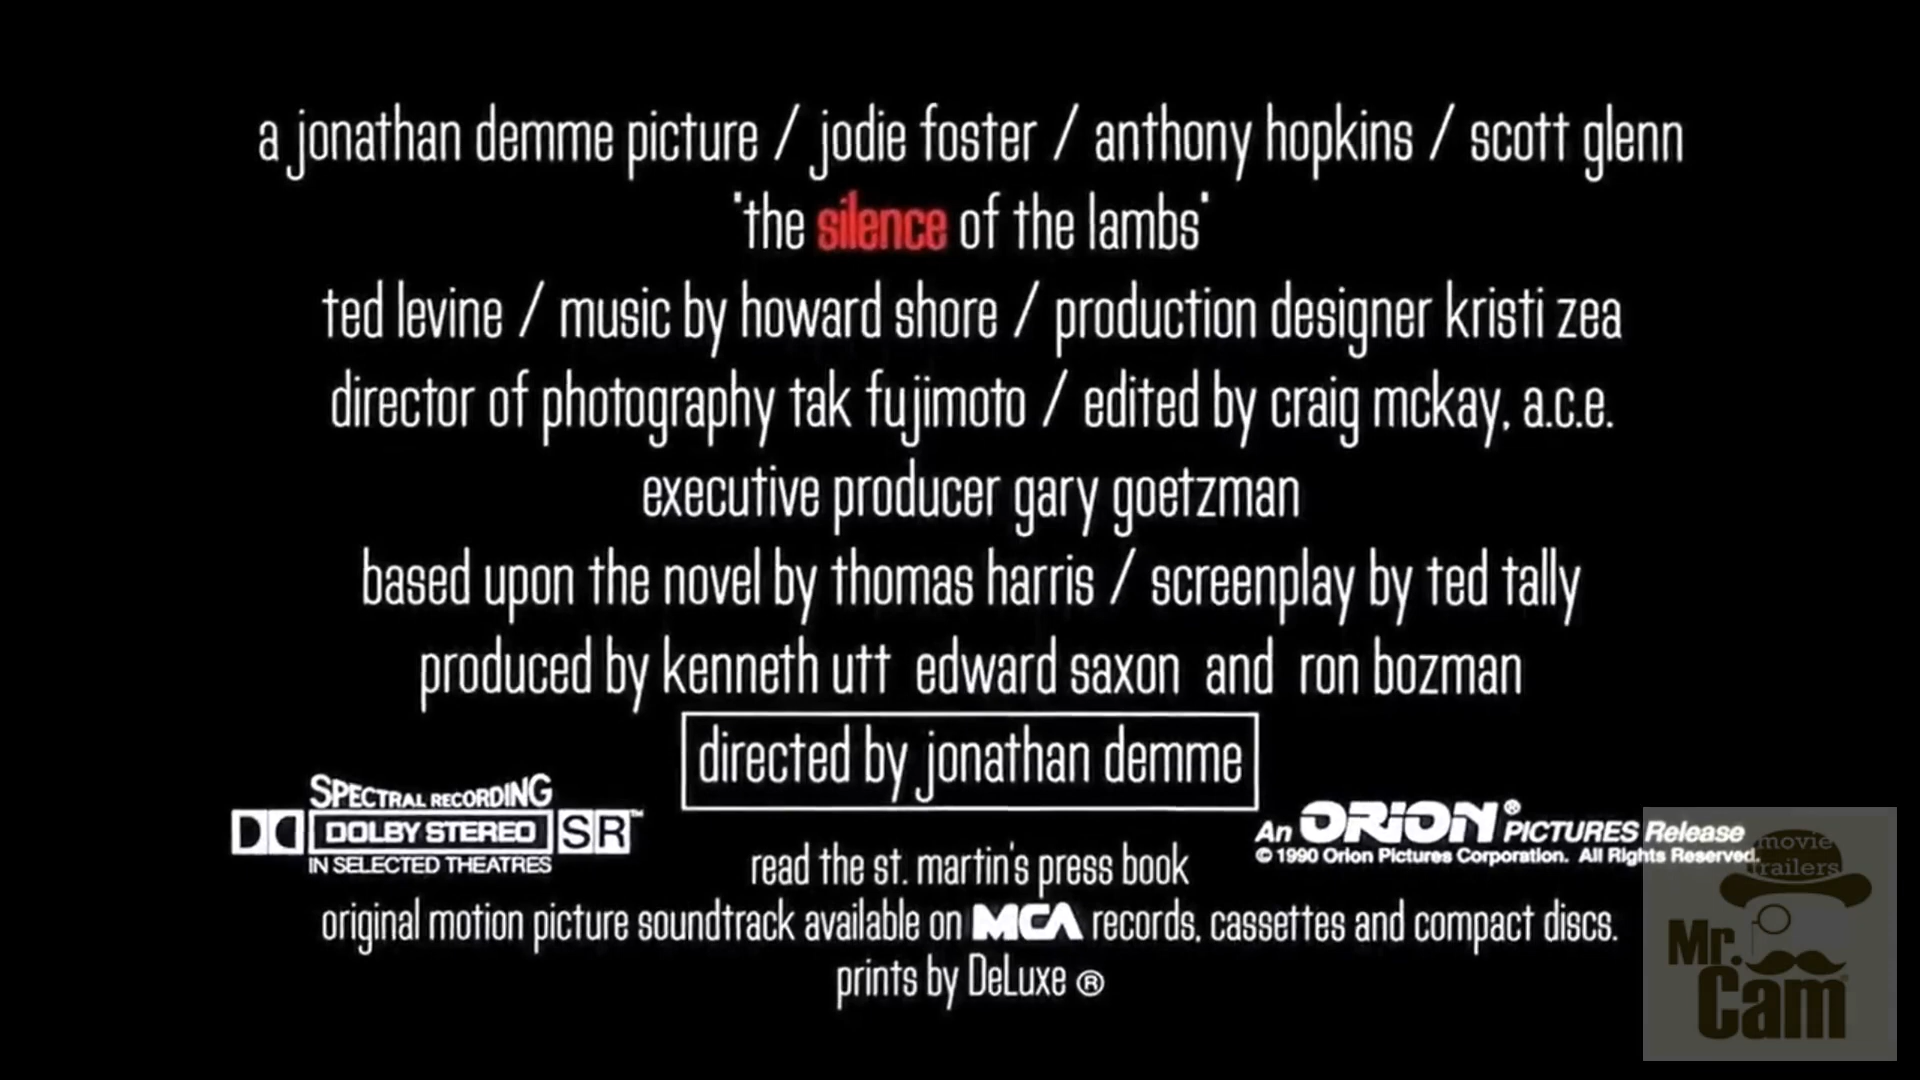 a jonathan demme picture / jodie foster / anthony hopkins / scott glenn
"the silence of the lambs"
ted levine / music by howard shore / production designer kristi zea
director of photography tak fujimoto / edited by craig mckay, a.c.e.
executive producer gary goetzman
based upon the novel by thomas harris / screenplay by ted tally
produced by kenneth utt edward saxon and ron bozman
directed by jonathan demme
SPECTRAL RECORDING
DOLBY STEREO SR™
IN SELECTED THEATRES
An ORION® PICTURES Release
© 1990 Orion Pictures Corporation. All Rights Reserved.
read the st. martin's press book
original motion picture soundtrack available on MCA records, cassettes and compact discs.
prints by DeLuxe ®
movie
trailers
Mr.
Cam